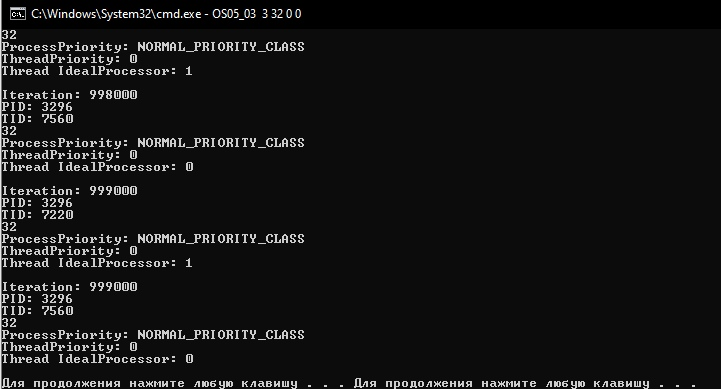 C:\Windows\System32\cmd.exe - OS05_03  3 32 0 0
32
ProcessPriority: NORMAL_PRIORITY_CLASS
ThreadPriority: 0
Thread IdealProcessor: 1

Iteration: 998000
PID: 3296
TID: 7560
32
ProcessPriority: NORMAL_PRIORITY_CLASS
ThreadPriority: 0
Thread IdealProcessor: 0

Iteration: 999000
PID: 3296
TID: 7220
32
ProcessPriority: NORMAL_PRIORITY_CLASS
ThreadPriority: 0
Thread IdealProcessor: 1

Iteration: 999000
PID: 3296
TID: 7560
32
ProcessPriority: NORMAL_PRIORITY_CLASS
ThreadPriority: 0
Thread IdealProcessor: 0

Для продолжения нажмите любую клавишу . . . Для продолжения нажмите любую клавишу . . .